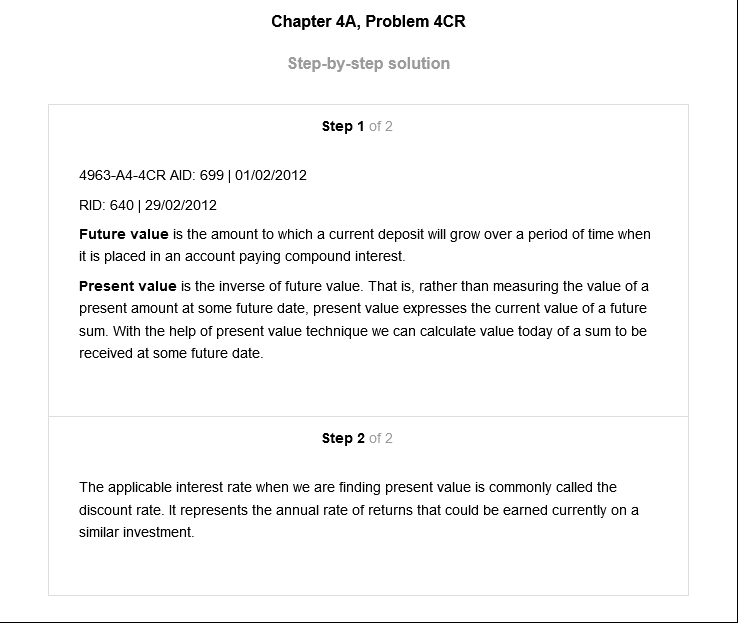 Chapter 4A, Problem 4CR
Step-by-step solution
Step 1 of 2
4963-A4-4CR AID: 699 | 01/02/2012
RID: 640 | 29/02/2012
Future value is the amount to which a current deposit will grow over a period of time when
it is placed in an account paying compound interest.
Present value is the inverse of future value. That is, rather than measuring the value of a
present amount at some future date, present value expresses the current value of a future
sum. With the help of present value technique we can calculate value today of a sum to be
received at some future date.
Step 2 of 2
The applicable interest rate when we are finding present value is commonly called the
discount rate. It represents the annual rate of returns that could be earned currently on a
similar investment.